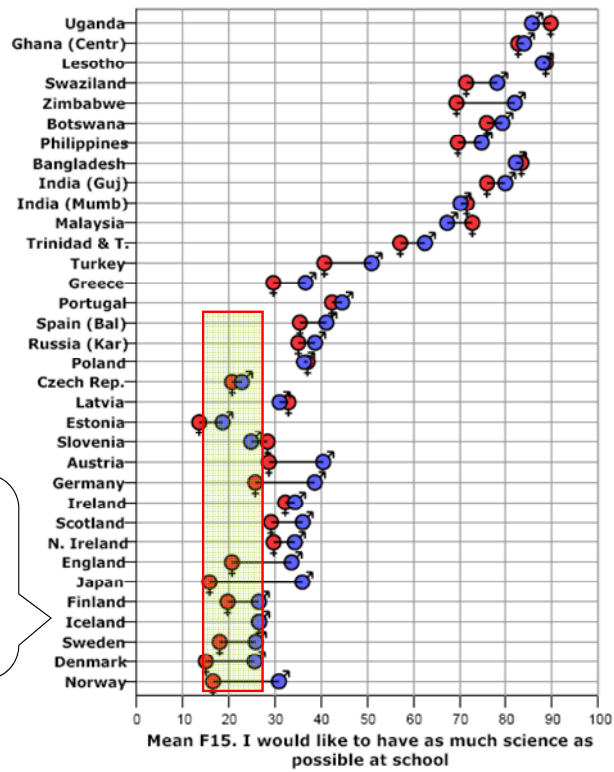 Uganda
Ghana (Centr)
Lesotho
Swaziland
Zimbabwe
Botswana
Philippines
Bangladesh
India (Guj)
India (Mumb)
Malaysia
Trinidad & T.
Turkey
Greece
Portugal
Spain (Bal)
Russia (Kar)
Poland
Czech Rep.
Latvia
Estonia
Slovenia
Austria
Germany
Ireland
Scotland
N. Ireland
England
Japan
Finland
Iceland
Sweden
Denmark
Norway
0 10 20 30 40 50 60 70 80 90 100
Mean F15. I would like to have as much science as
possible at school